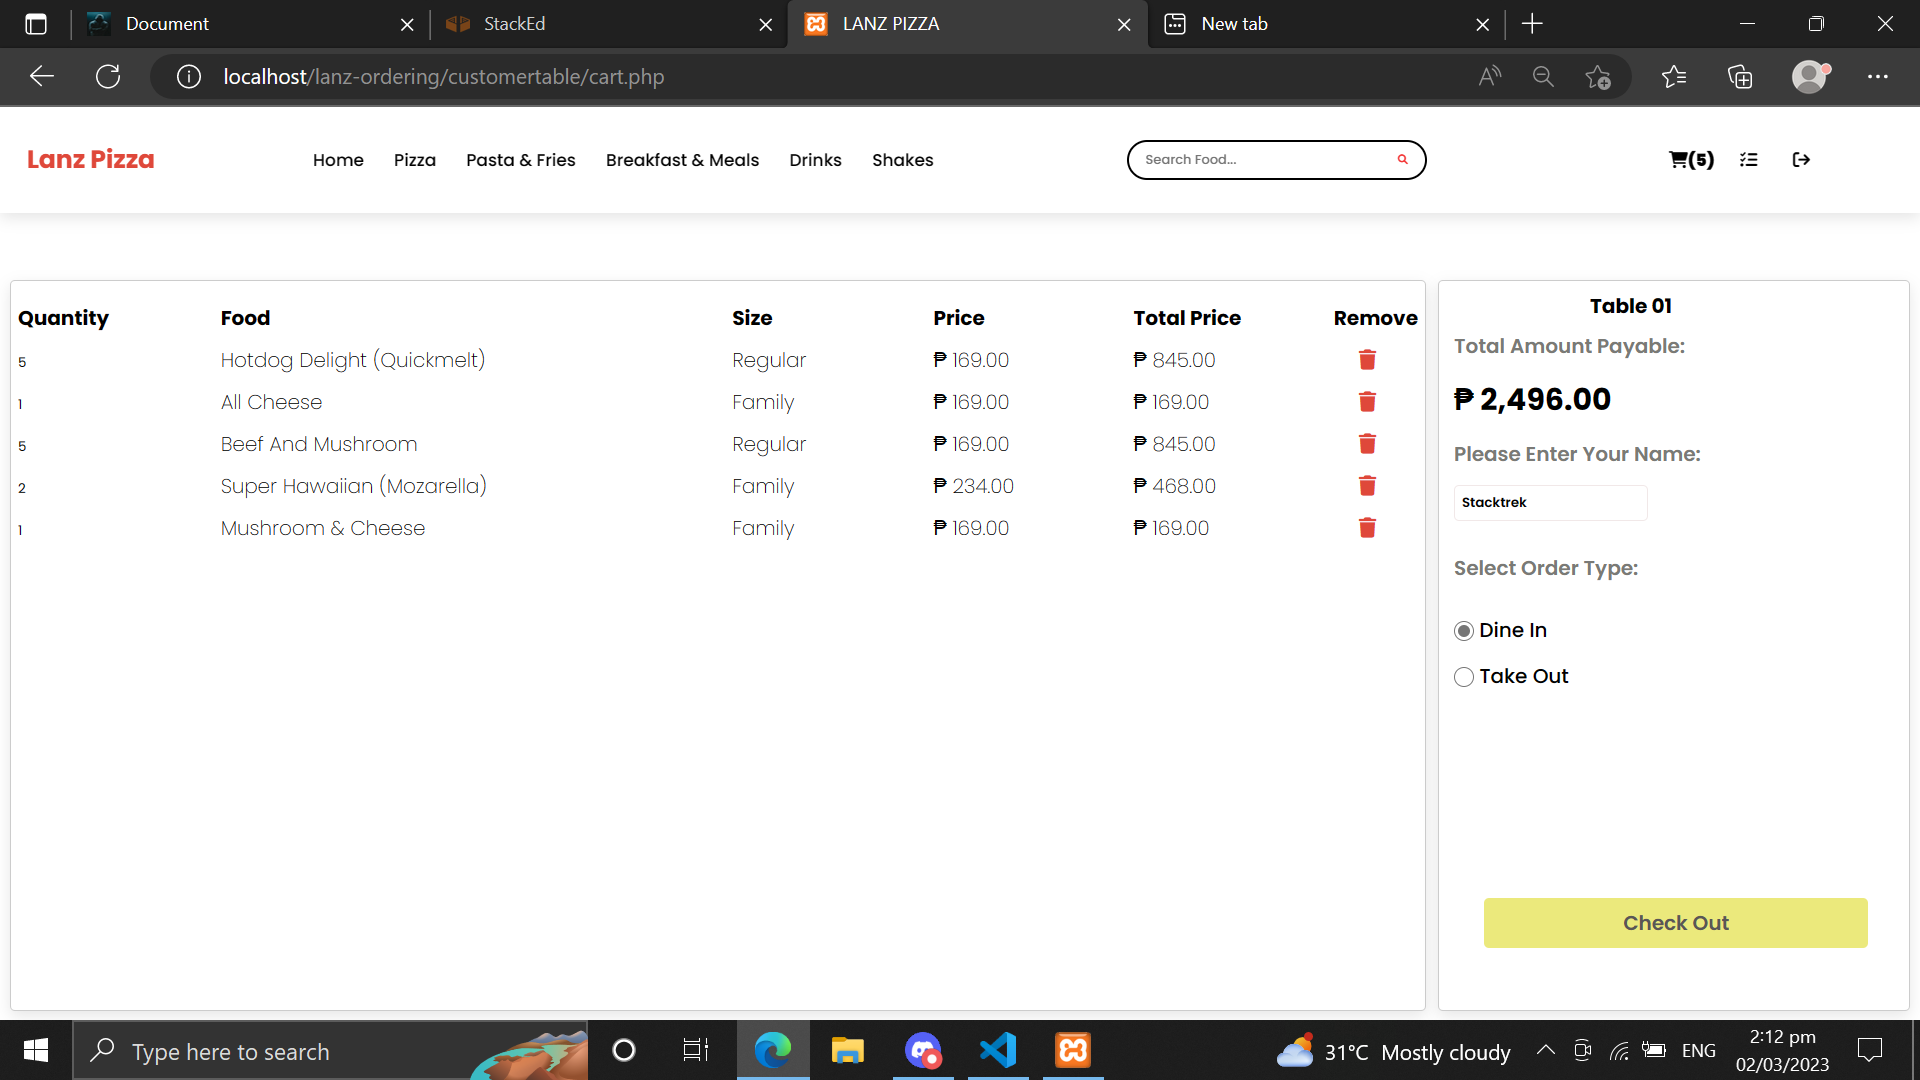 Document
StackEd
LANZ PIZZA
New tab
localhost/lanz-ordering/customertable/cart.php
Lanz Pizza
Home Pizza Pasta & Fries Breakfast & Meals Drinks Shakes
Search Food...
(5)
Quantity Food Size Price Total Price Remove
5 Hotdog Delight (Quickmelt) Regular ₱ 169.00 ₱ 845.00
1 All Cheese Family ₱ 169.00 ₱ 169.00
5 Beef And Mushroom Regular ₱ 169.00 ₱ 845.00
2 Super Hawaiian (Mozarella) Family ₱ 234.00 ₱ 468.00
1 Mushroom & Cheese Family ₱ 169.00 ₱ 169.00
Table 01
Total Amount Payable:
₱ 2,496.00
Please Enter Your Name:
Stacktrek
Select Order Type:
Dine In
Take Out
Check Out
Type here to search
31°C Mostly cloudy
ENG
2:12 pm
02/03/2023